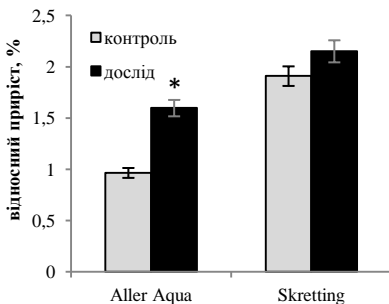 відносний приріст, %
2,5
2
1,5
1
0,5
0
контроль
дослід
*
Aller Aqua
Skretting